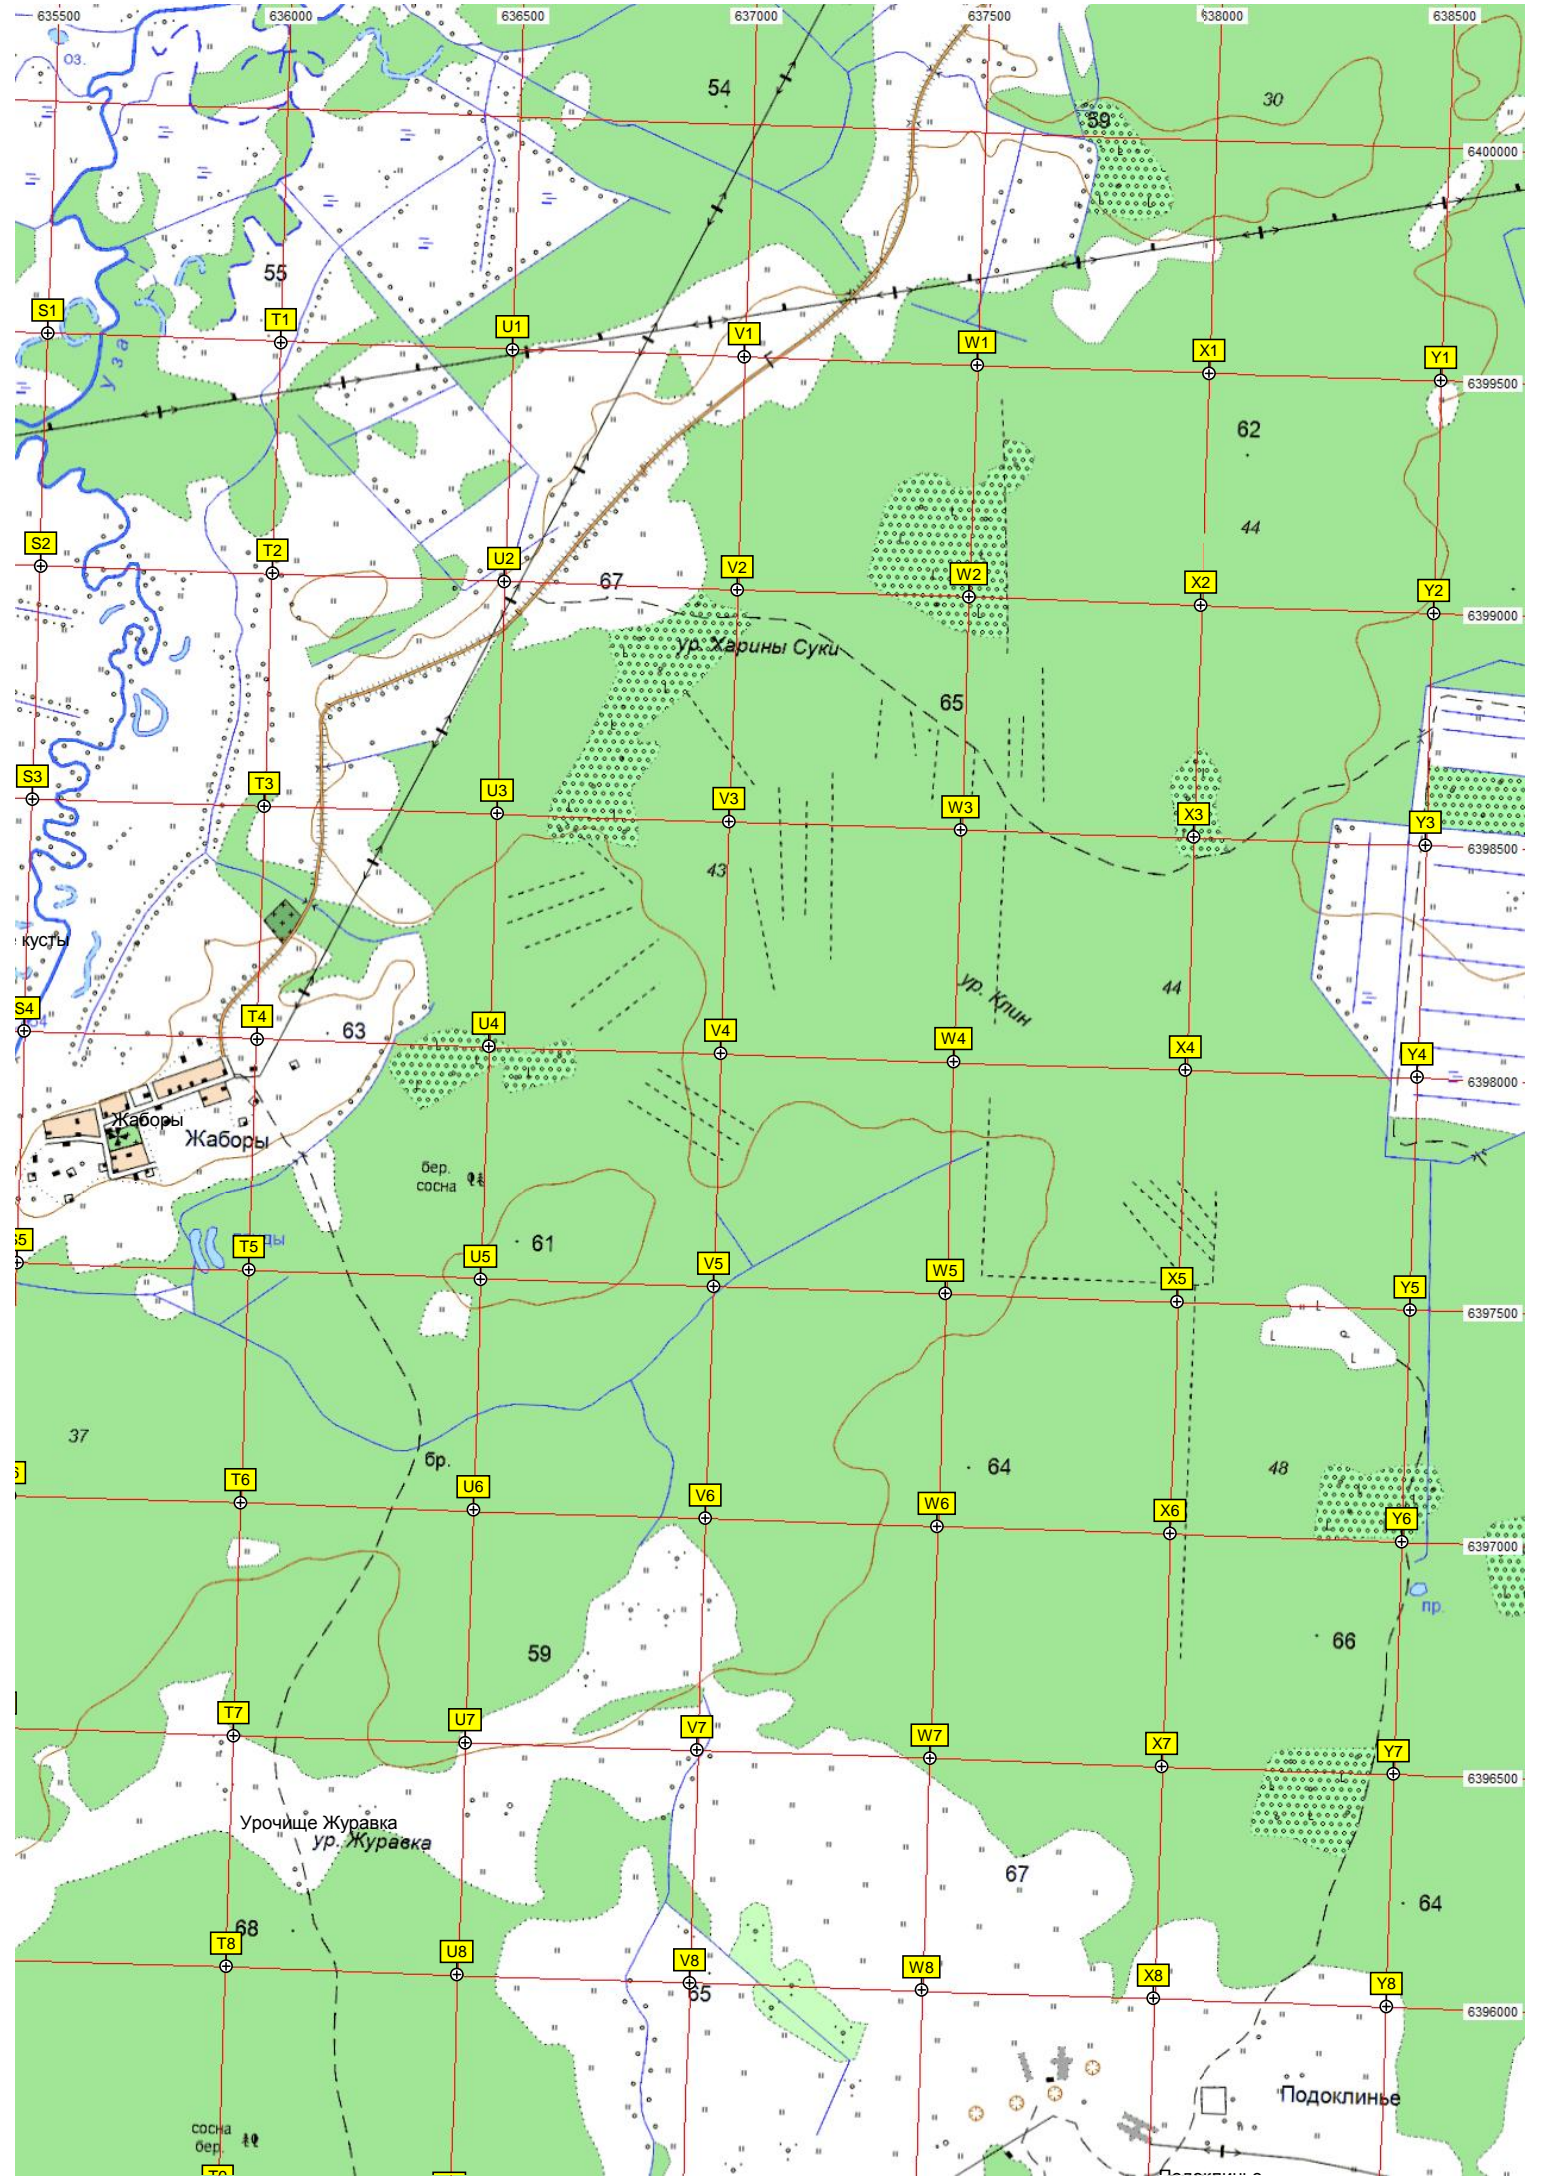 635500 636000 636500 637000 637500 638000 638500
оз.
54
30
59
6400000
55
S1 T1 U1 V1 W1 X1 Y1
Уза
6399500
62
44
S2 T2 U2 V2 W2 X2 Y2
67
6399000
ур. Харины Суки
65
S3 T3 U3 V3 W3 X3 Y3
6398500
43
кусты
ур. Клин
44
S4 T4 U4 V4 W4 X4 Y4
63
6398000
Жаборы
Жаборы
бер.
сосна
61
T5 U5 V5 W5 X5 Y5
6397500
37
бр.
64
48
T6 U6 V6 W6 X6 Y6
6397000
пр.
59
66
T7 U7 V7 W7 X7 Y7
6396500
Урочище Журавка
ур. Журавка
67
64
68
T8 U8 V8 W8 X8 Y8
65
6396000
Подоклинье
сосна
бер.